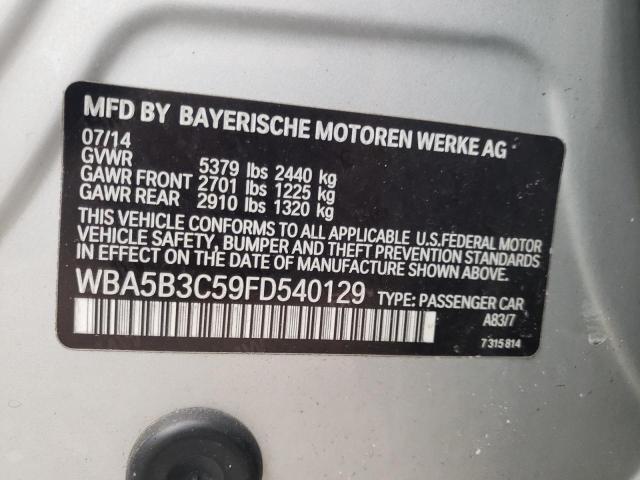 MFD BY BAYERISCHE MOTOREN WERKE AG
07/14
GVWR 5379 lbs 2440 kg
GAWR FRONT 2701 lbs 1225 kg
GAWR REAR 2910 lbs 1320 kg
THIS VEHICLE CONFORMS TO ALL APPLICABLE U.S.FEDERAL MOTOR
VEHICLE SAFETY, BUMPER AND THEFT PREVENTION STANDARDS
IN EFFECT ON THE DATE OF MANUFACTURE SHOWN ABOVE.
WBA5B3C59FD540129 TYPE: PASSENGER CAR
A83/7
7 315 814